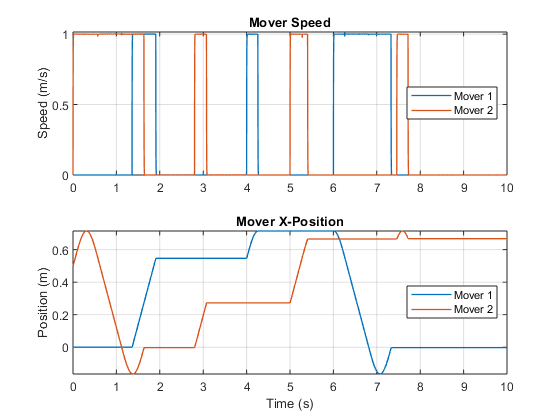 Mover Speed
1
0.5
0
Speed (m/s)
Mover 1
Mover 2
0 1 2 3 4 5 6 7 8 9 10
Mover X-Position
0.6
0.4
0.2
0
Position (m)
Mover 1
Mover 2
0 1 2 3 4 5 6 7 8 9 10
Time (s)